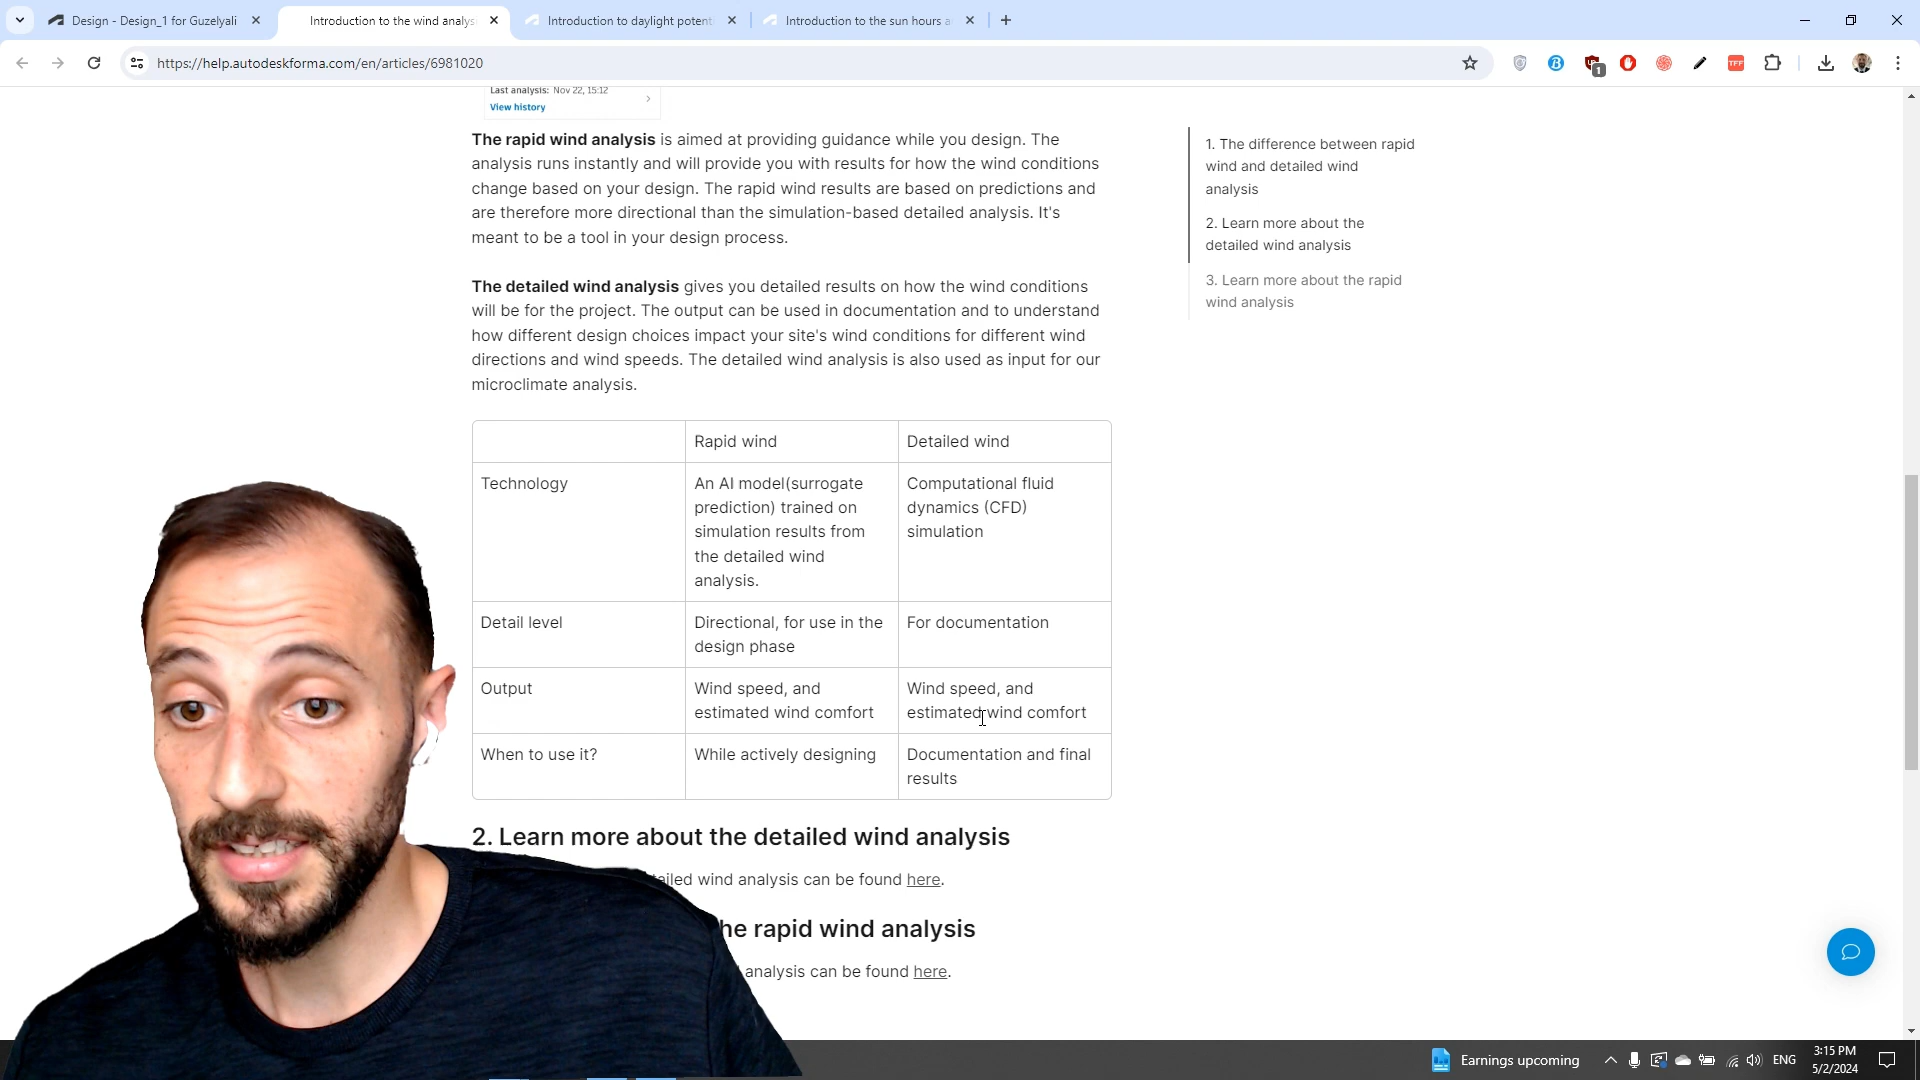 Design - Design_1 for Guzelyali
Introduction to the wind analys
Introduction to daylight potent
Introduction to the sun hours a
https://help.autodeskforma.com/en/articles/6981020
1
TFF
Last analysis: Nov 22, 15:12
View history
The rapid wind analysis is aimed at providing guidance while you design. The
analysis runs instantly and will provide you with results for how the wind conditions
change based on your design. The rapid wind results are based on predictions and
are therefore more directional than the simulation-based detailed analysis. It's
meant to be a tool in your design process.
The detailed wind analysis gives you detailed results on how the wind conditions
will be for the project. The output can be used in documentation and to understand
how different design choices impact your site's wind conditions for different wind
directions and wind speeds. The detailed wind analysis is also used as input for our
microclimate analysis.
Rapid wind
Detailed wind
Technology
An AI model(surrogate
prediction) trained on
simulation results from
the detailed wind
analysis.
Computational fluid
dynamics (CFD)
simulation
Detail level
Directional, for use in the
design phase
For documentation
Output
Wind speed, and
estimated wind comfort
Wind speed, and
estimated wind comfort
When to use it?
While actively designing
Documentation and final
results
2. Learn more about the detailed wind analysis
ailed wind analysis can be found here.
he rapid wind analysis
analysis can be found here.
1. The difference between rapid
wind and detailed wind
analysis
2. Learn more about the
detailed wind analysis
3. Learn more about the rapid
wind analysis
Earnings upcoming
ENG
3:15 PM
5/2/2024